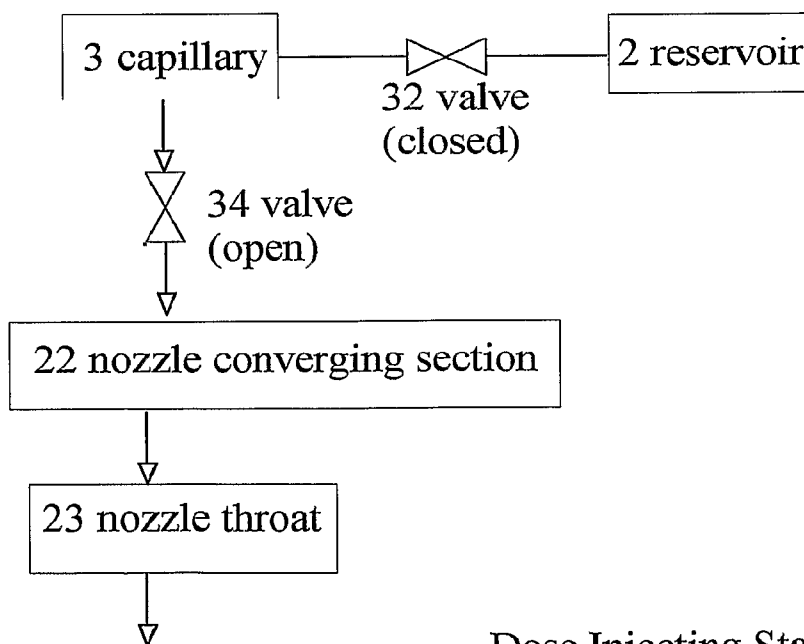 3 capillary
2 reservoir
32 valve
(closed)
34 valve
(open)
22 nozzle converging section
23 nozzle throat
Dose Injecting